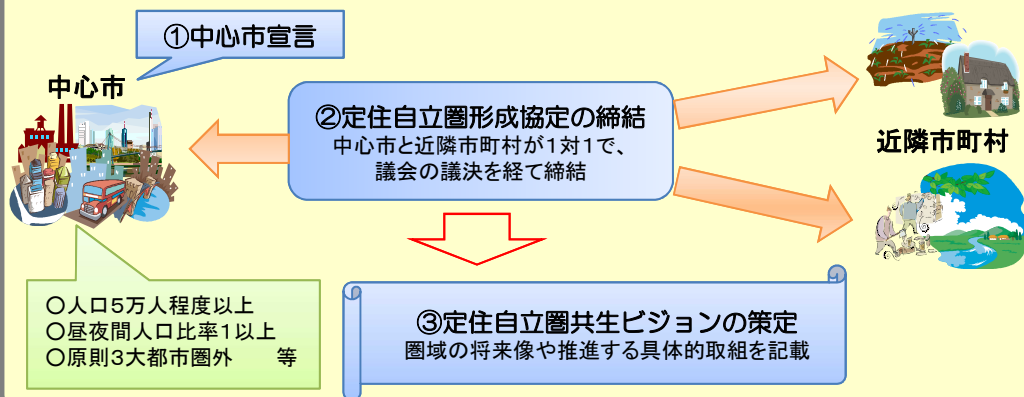 ①中心市宣言
中心市
②定住自立圏形成協定の締結
中心市と近隣市町村が1対1で、
議会の議決を経て締結
近隣市町村
〇人口5万人程度以上
〇昼夜間人口比率1以上
〇原則3大都市圏外　　等
③定住自立圏共生ビジョンの策定
圏域の将来像や推進する具体的取組を記載